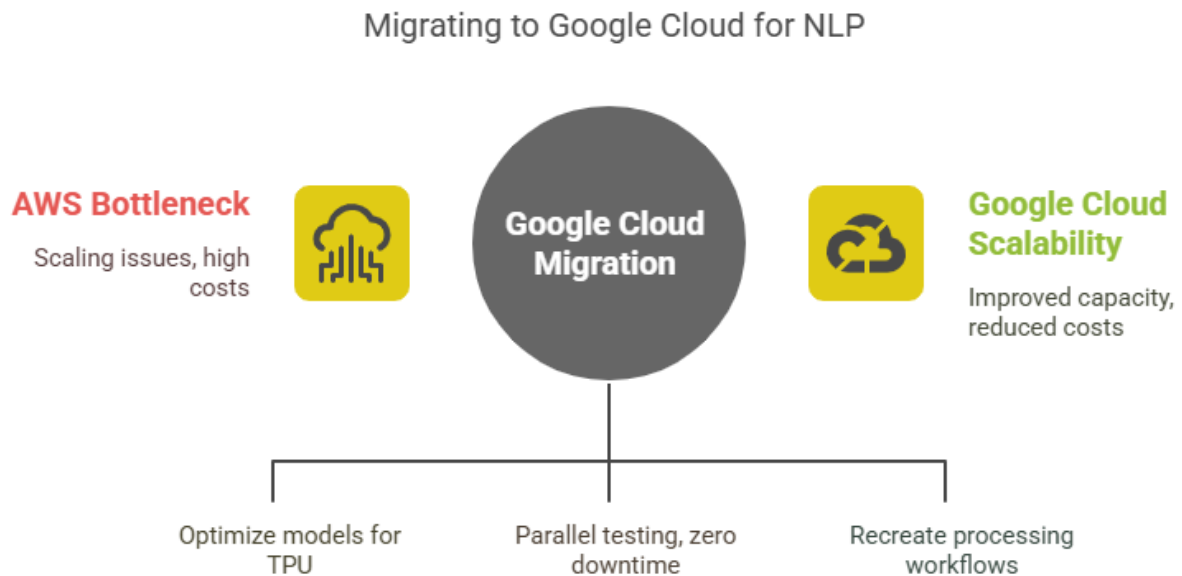 Migrating to Google Cloud for NLP
AWS Bottleneck
Scaling issues, high
costs
Google Cloud
Migration
Google Cloud
Scalability
Improved capacity,
reduced costs
Optimize models for
TPU
Parallel testing, zero
downtime
Recreate processing
workflows